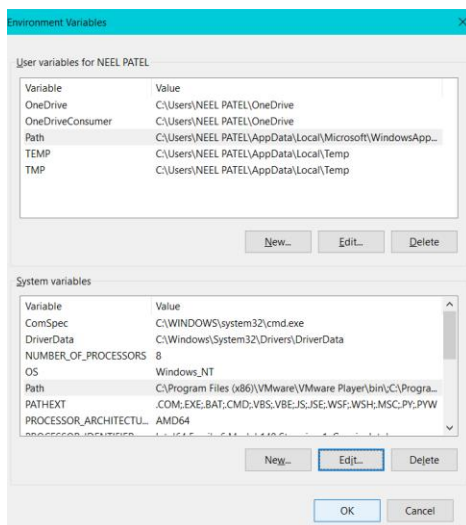 Environment Variables
User variables for NEEL PATEL
Variable Value
OneDrive C:\Users\NEEL PATEL\OneDrive
OneDriveConsumer C:\Users\NEEL PATEL\OneDrive
Path C:\Users\NEEL PATEL\AppData\Local\Microsoft\WindowsApp...
TEMP C:\Users\NEEL PATEL\AppData\Local\Temp
TMP C:\Users\NEEL PATEL\AppData\Local\Temp
New... Edit... Delete
System variables
Variable Value
ComSpec C:\WINDOWS\system32\cmd.exe
DriverData C:\Windows\System32\Drivers\DriverData
NUMBER_OF_PROCESSORS 8
OS Windows_NT
Path C:\Program Files (x86)\VMware\VMware Player\bin\;C:\Progra...
PATHEXT .COM;.EXE;.BAT;.CMD;.VBS;.VBE;.JS;.JSE;.WSF;.WSH;.MSC;.PY;.PYW
PROCESSOR_ARCHITECTU... AMD64
New... Edit... Delete
OK Cancel